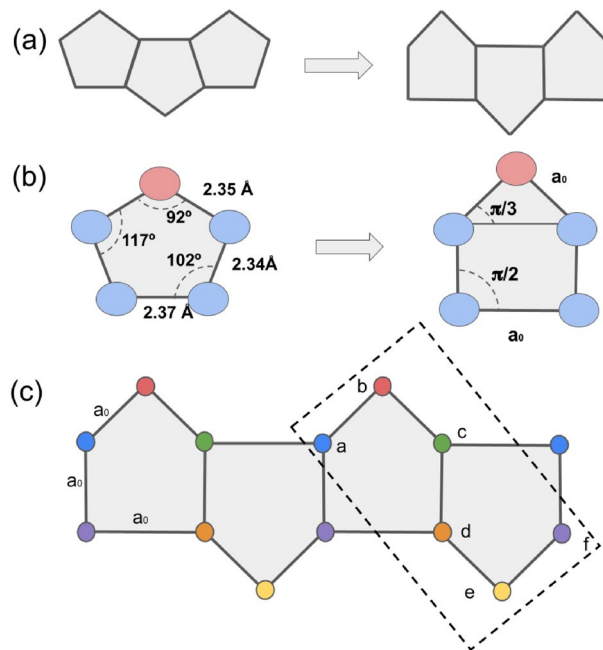 (a)
(b)
2.35 Å
92º
117º
102º
2.34Å
2.37 Å
a₀
π/3
π/2
a₀
(c)
b
a₀
a
c
a₀
a₀
d
f
e